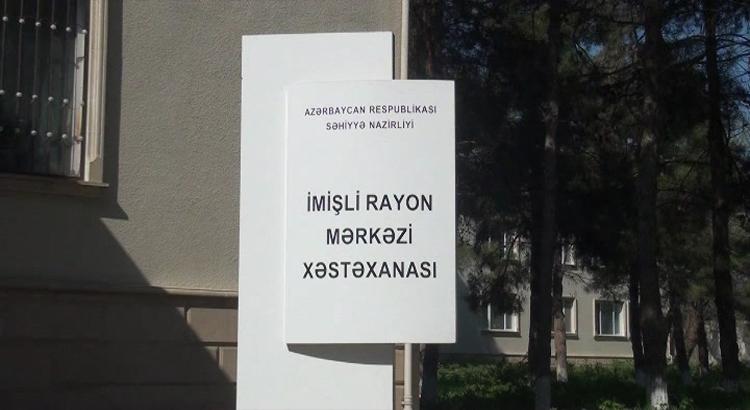 AZƏRBAYCAN RESPUBLİKASI
SƏHİYYƏ NAZİRLİYİ
İMİŞLİ RAYON
MƏRKƏZİ
XƏSTƏXANASI